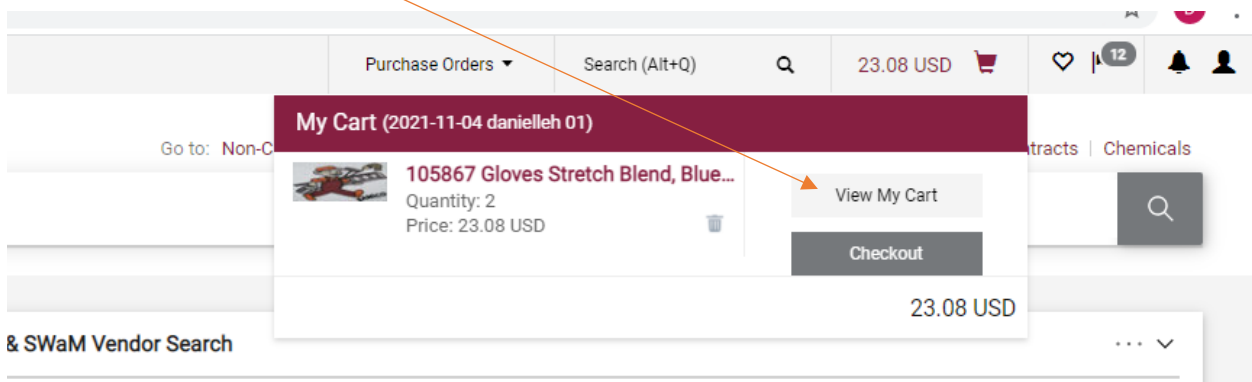 Purchase Orders Search (Alt+Q) 23.08 USD 12
My Cart (2021-11-04 danielleh 01)
Go to: Non-C tracts | Chemicals
105867 Gloves Stretch Blend, Blue...
Quantity: 2
Price: 23.08 USD
View My Cart
Checkout
23.08 USD
& SWaM Vendor Search